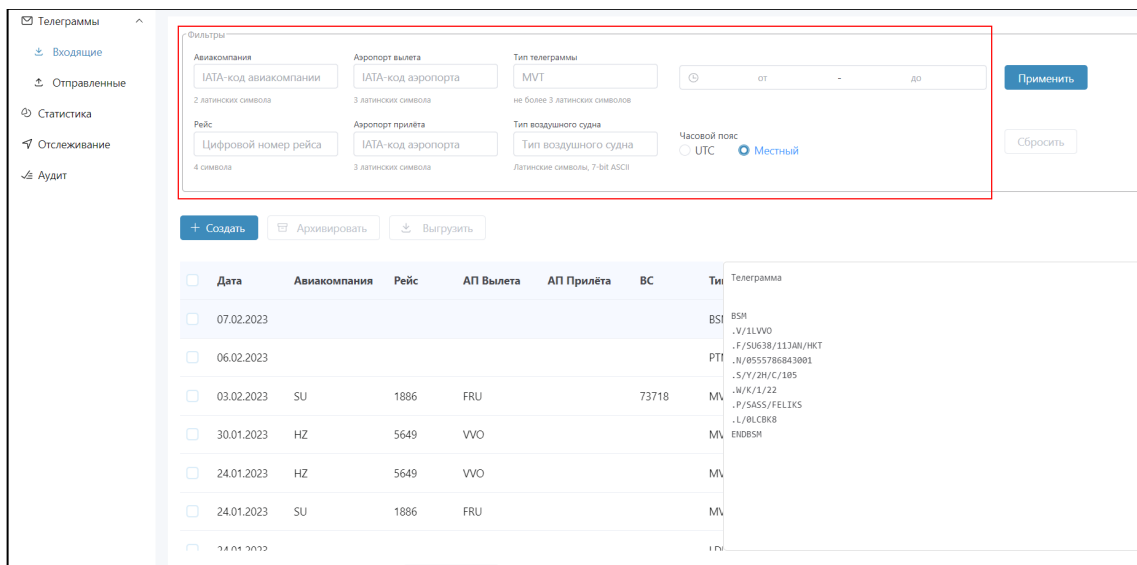 Телеграммы
Входящие
Отправленные
Статистика
Отслеживание
Аудит
Фильтры
Авиакомпания Аэропорт вылета Тип телеграммы
IATA-код авиакомпании IATA-код аэропорта MVT от - до Применить
2 латинских символа 3 латинских символа не более 3 латинских символов
Рейс Аэропорт прилёта Тип воздушного судна
Цифровой номер рейса IATA-код аэропорта Тип воздушного судна Часовой пояс UTC Местный Сбросить
4 символа 3 латинских символа Латинские символы, 7-bit ASCII
+ Создать Архивировать Выгрузить
Дата Авиакомпания Рейс АП Вылета АП Прилёта ВС
07.02.2023
06.02.2023
03.02.2023 SU 1886 FRU 73718
30.01.2023 HZ 5649 VVO
24.01.2023 HZ 5649 VVO
24.01.2023 SU 1886 FRU
24.01.2023
Телеграмма
BSM
.V/1LVVO
.F/SU638/11JAN/HKT
.N/0555786843001
.S/Y/2H/C/105
.W/K/1/22
.P/SASS/FELIKS
.L/0LCBK8
ENDBSM